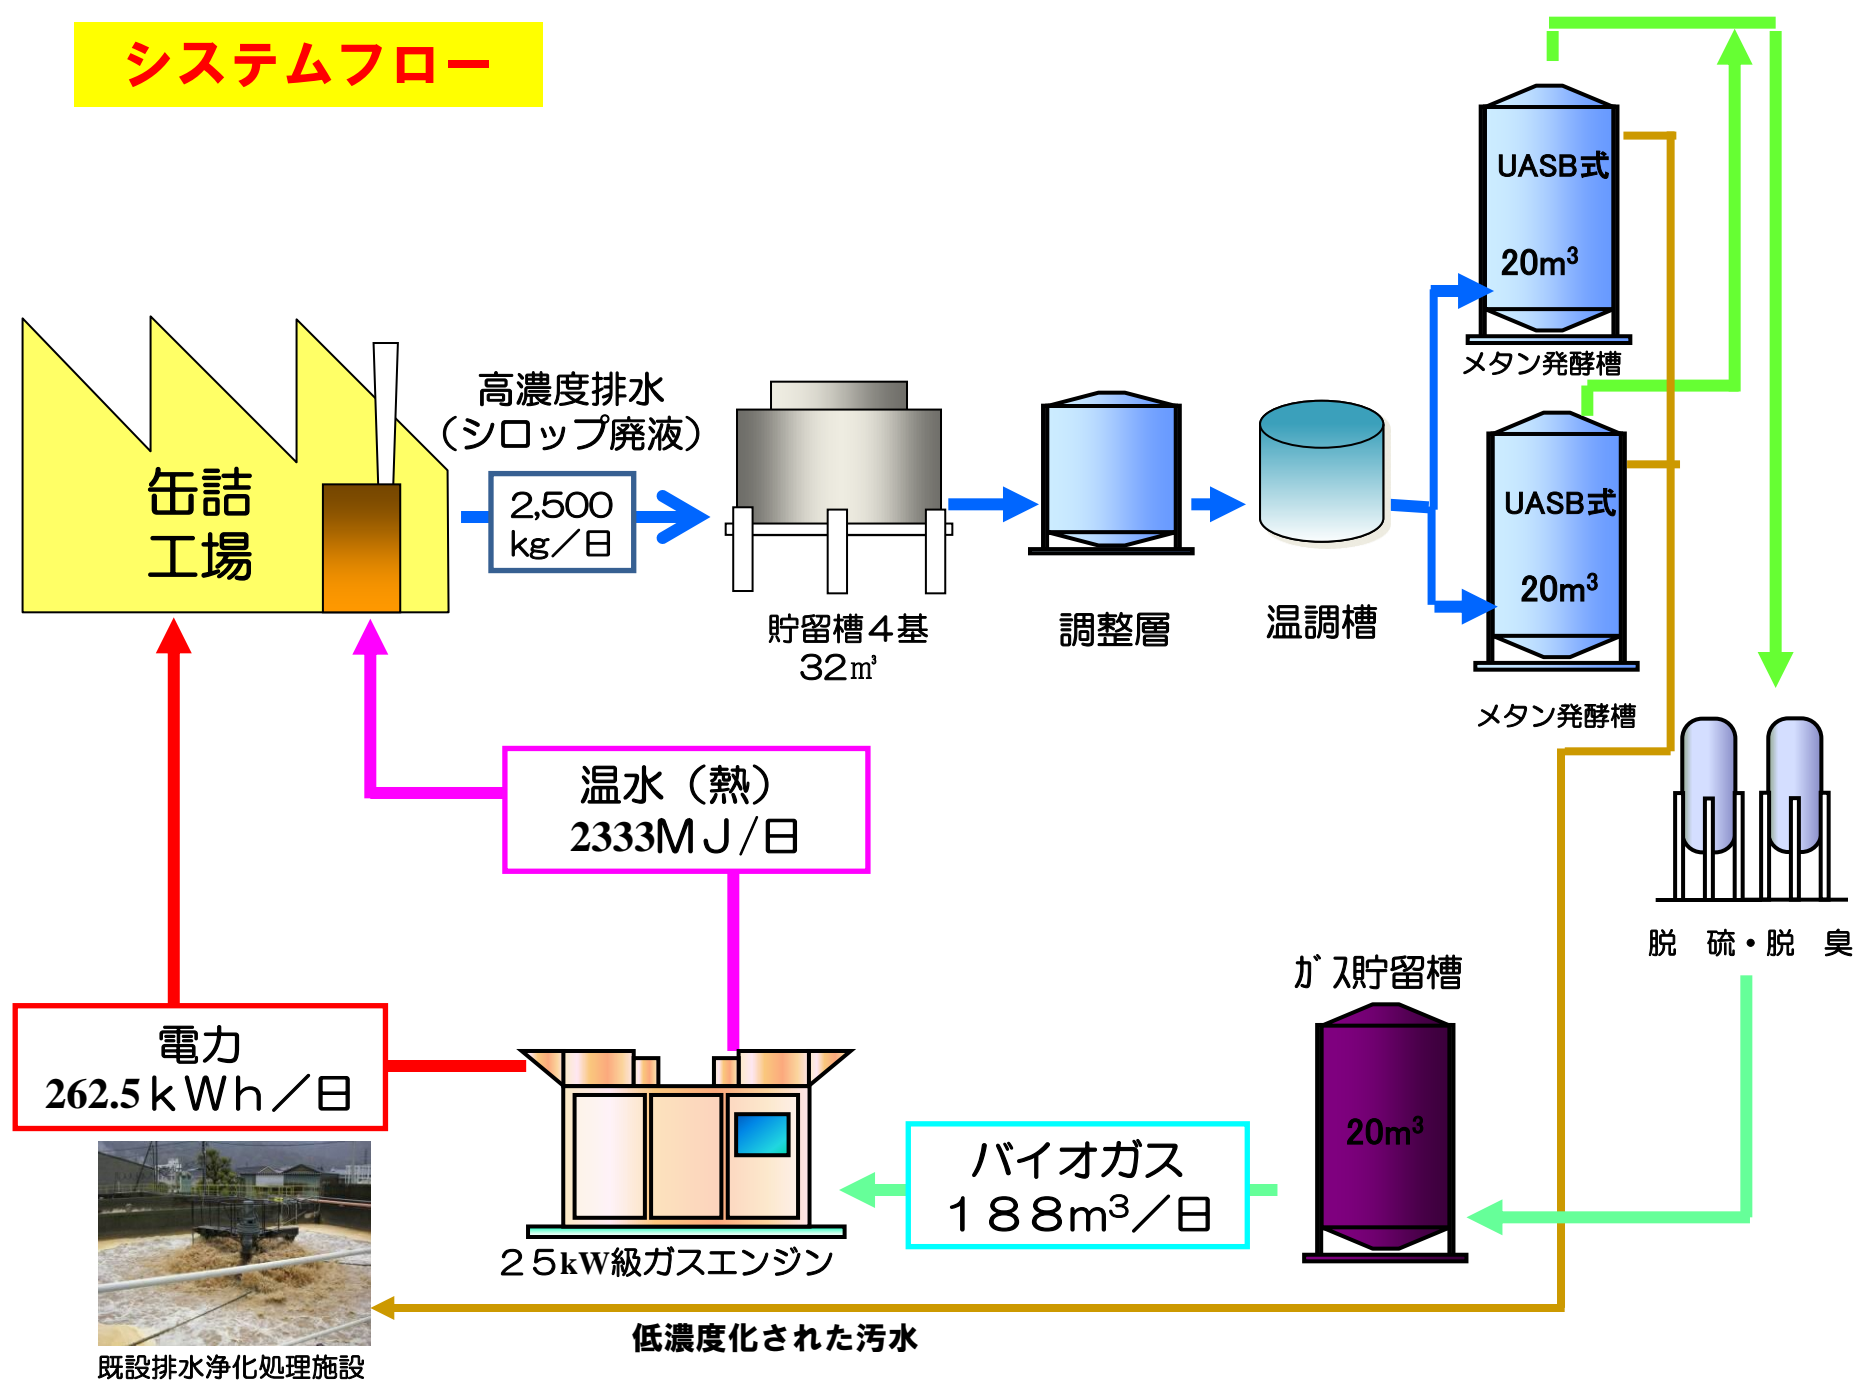 システムフロー
UASB式
20m³
メタン発酵槽
高濃度排水
（シロップ廃液）
2,500
kg／日
缶詰
工場
貯留槽４基
32㎥
調整層
温調槽
UASB式
20m³
メタン発酵槽
温水（熱）
2333ＭＪ/日
脱　硫・脱　臭
ｶﾞｽ貯留槽
20m³
電力
262.5ｋＷｈ／日
バイオガス
１８８m³／日
２５kW級ガスエンジン
低濃度化された汚水
既設排水浄化処理施設